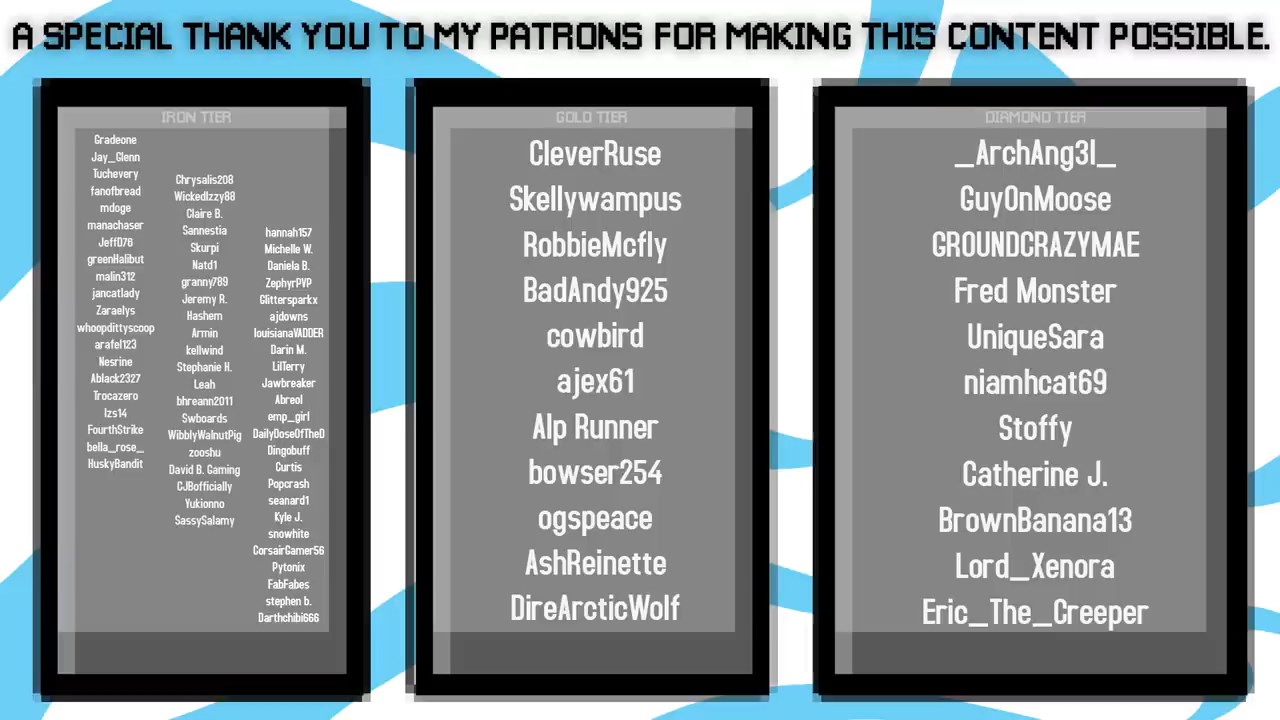 A SPECIAL THANK YOU TO MY PATRONS FOR MAKING THIS CONTENT POSSIBLE.
IRON TIER
Gradeone
Jay_Glenn
Tuchevery
fanofbread
mdoge
manachaser
JeffD76
greenHalibut
malin312
jancatlady
Zaraelys
whoopdittyscoop
arafel123
Nesrine
Ablack2327
Trocazero
lzs14
FourthStrike
bella_rose_
HuskyBandit
Chrysalis208
WickedIzzy88
Claire B.
Sannestia
Skurpi
Natd1
granny789
Jeremy R.
Hashem
Armin
kellwind
Stephanie H.
Leah
bhreann2011
Swboards
WibblyWalnutPig
zooshu
David B. Gaming
CJBofficially
Yukionno
SassySalamy
hannah157
Michelle W.
Daniela B.
ZephyrPVP
Glittersparkx
ajdowns
louisianaVADDER
Darin M.
LilTerry
Jawbreaker
Abreol
emp_girl
DailyDoseOfTheD
Dingobuff
Curtis
Popcrash
seanard1
Kyle J.
snowhite
CorsairGamer56
Pytonix
FabFabes
stephen b.
Darthchibi666
GOLD TIER
CleverRuse
Skellywampus
RobbieMcfly
BadAndy925
cowbird
ajex61
Alp Runner
bowser254
ogspeace
AshReinette
DireArcticWolf
DIAMOND TIER
_ArchAng3l_
GuyOnMoose
GROUNDCRAZYMAE
Fred Monster
UniqueSara
niamhcat69
Stoffy
Catherine J.
BrownBanana13
Lord_Xenora
Eric_The_Creeper